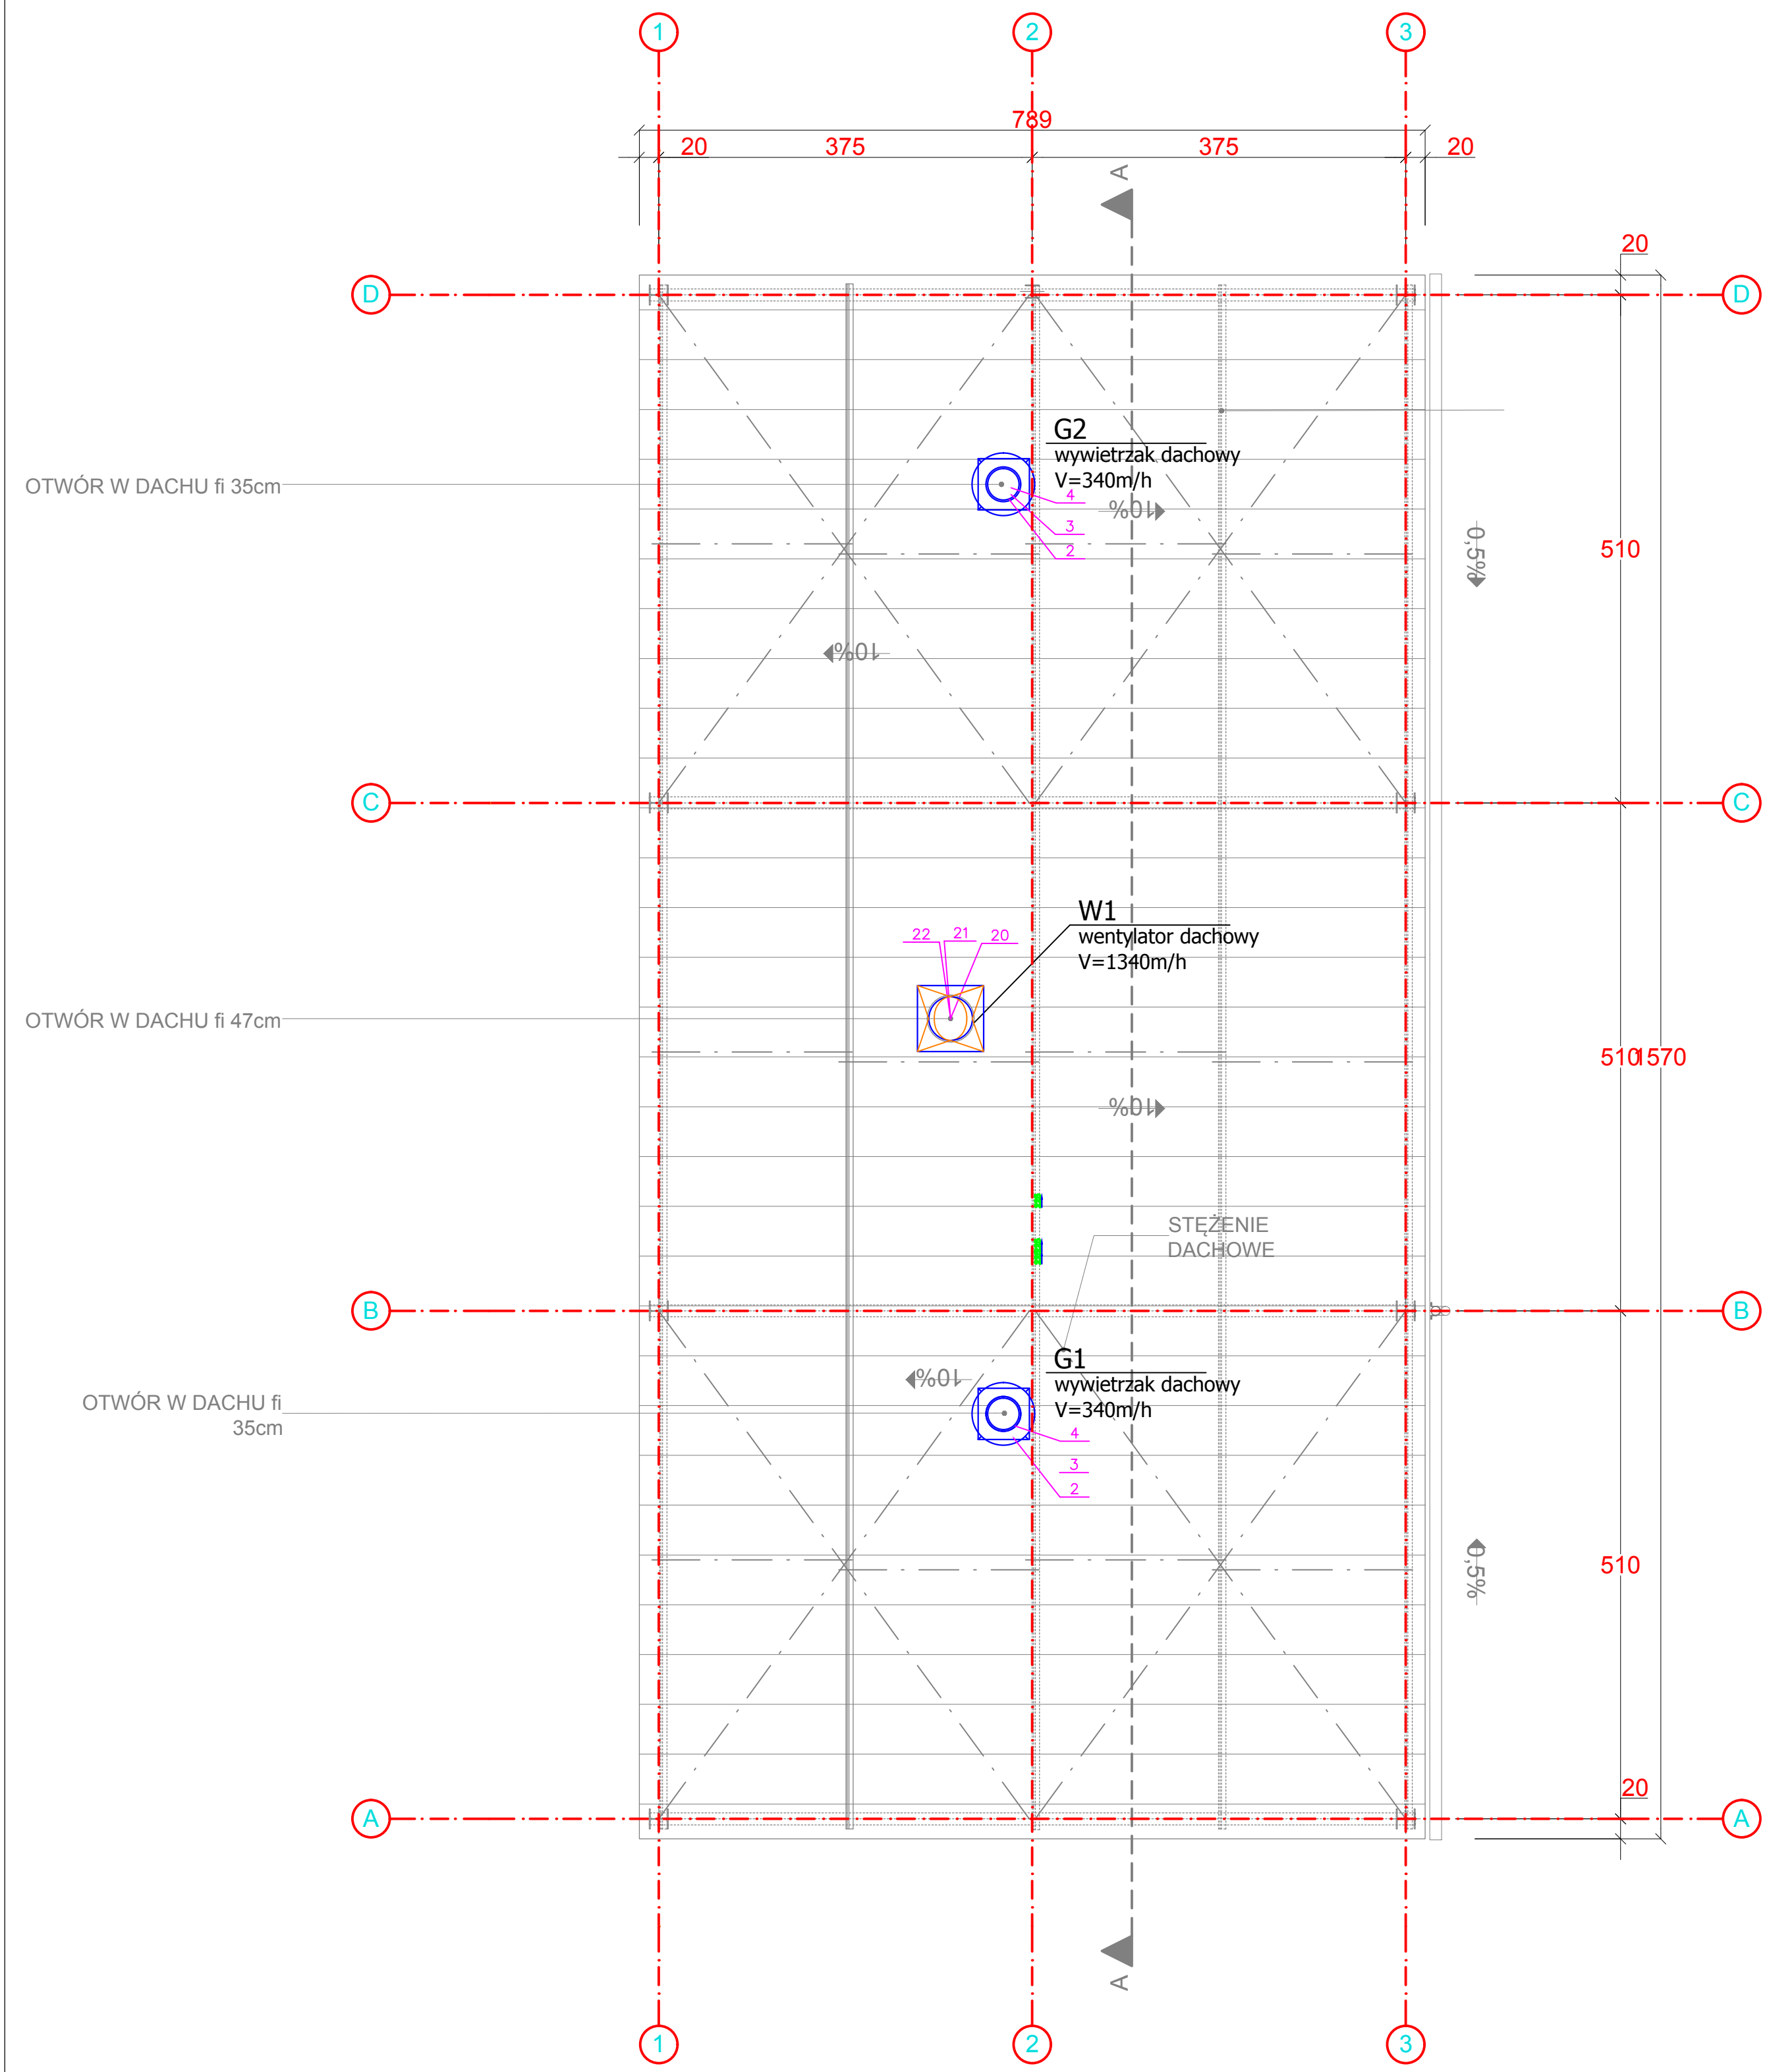 1
2
3
789
20
375
375
20
A
20
D
D
G2
wywietrzak dachowy
V=340m/h
OTWÓR W DACHU fi 35cm
4
3
2
10%
0,5%
510
10%
C
C
W1
wentylator dachowy
V=1340m/h
22
21
20
OTWÓR W DACHU fi 47cm
510
1570
10%
STĘŻENIE
DACHOWE
B
B
G1
wywietrzak dachowy
V=340m/h
10%
OTWÓR W DACHU fi
35cm
4
3
2
0,5%
510
20
A
A
A
1
2
3